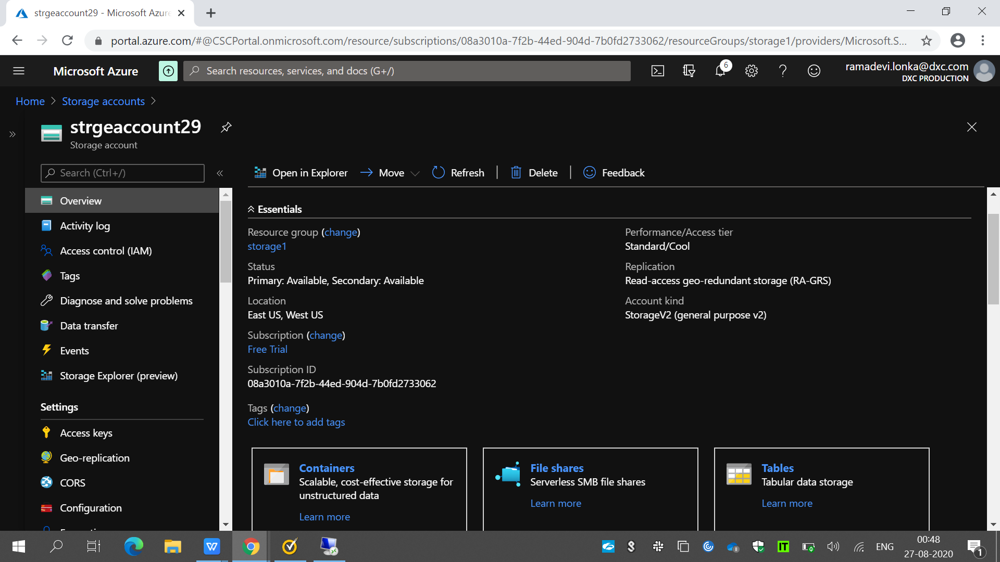 strgeaccount29 - Microsoft Azure
portal.azure.com/#@CSCPortal.onmicrosoft.com/resource/subscriptions/08a3010a-7f2b-44ed-904d-7b0fd2733062/resourceGroups/storage1/providers/Microsoft.S...
Microsoft Azure
Search resources, services, and docs (G+/)
6
ramadevi.lonka@dxc.com
DXC PRODUCTION
Home > Storage accounts >
strgeaccount29
Storage account
Search (Ctrl+/)
Overview
Activity log
Access control (IAM)
Tags
Diagnose and solve problems
Data transfer
Events
Storage Explorer (preview)
Settings
Access keys
Geo-replication
CORS
Configuration
Open in Explorer
Move
Refresh
Delete
Feedback
Essentials
Resource group (change)
storage1
Status
Primary: Available, Secondary: Available
Location
East US, West US
Subscription (change)
Free Trial
Subscription ID
08a3010a-7f2b-44ed-904d-7b0fd2733062
Tags (change)
Click here to add tags
Performance/Access tier
Standard/Cool
Replication
Read-access geo-redundant storage (RA-GRS)
Account kind
StorageV2 (general purpose v2)
Containers
Scalable, cost-effective storage for
unstructured data
Learn more
File shares
Serverless SMB file shares
Learn more
Tables
Tabular data storage
Learn more
IT
ENG
00:48
27-08-2020
1